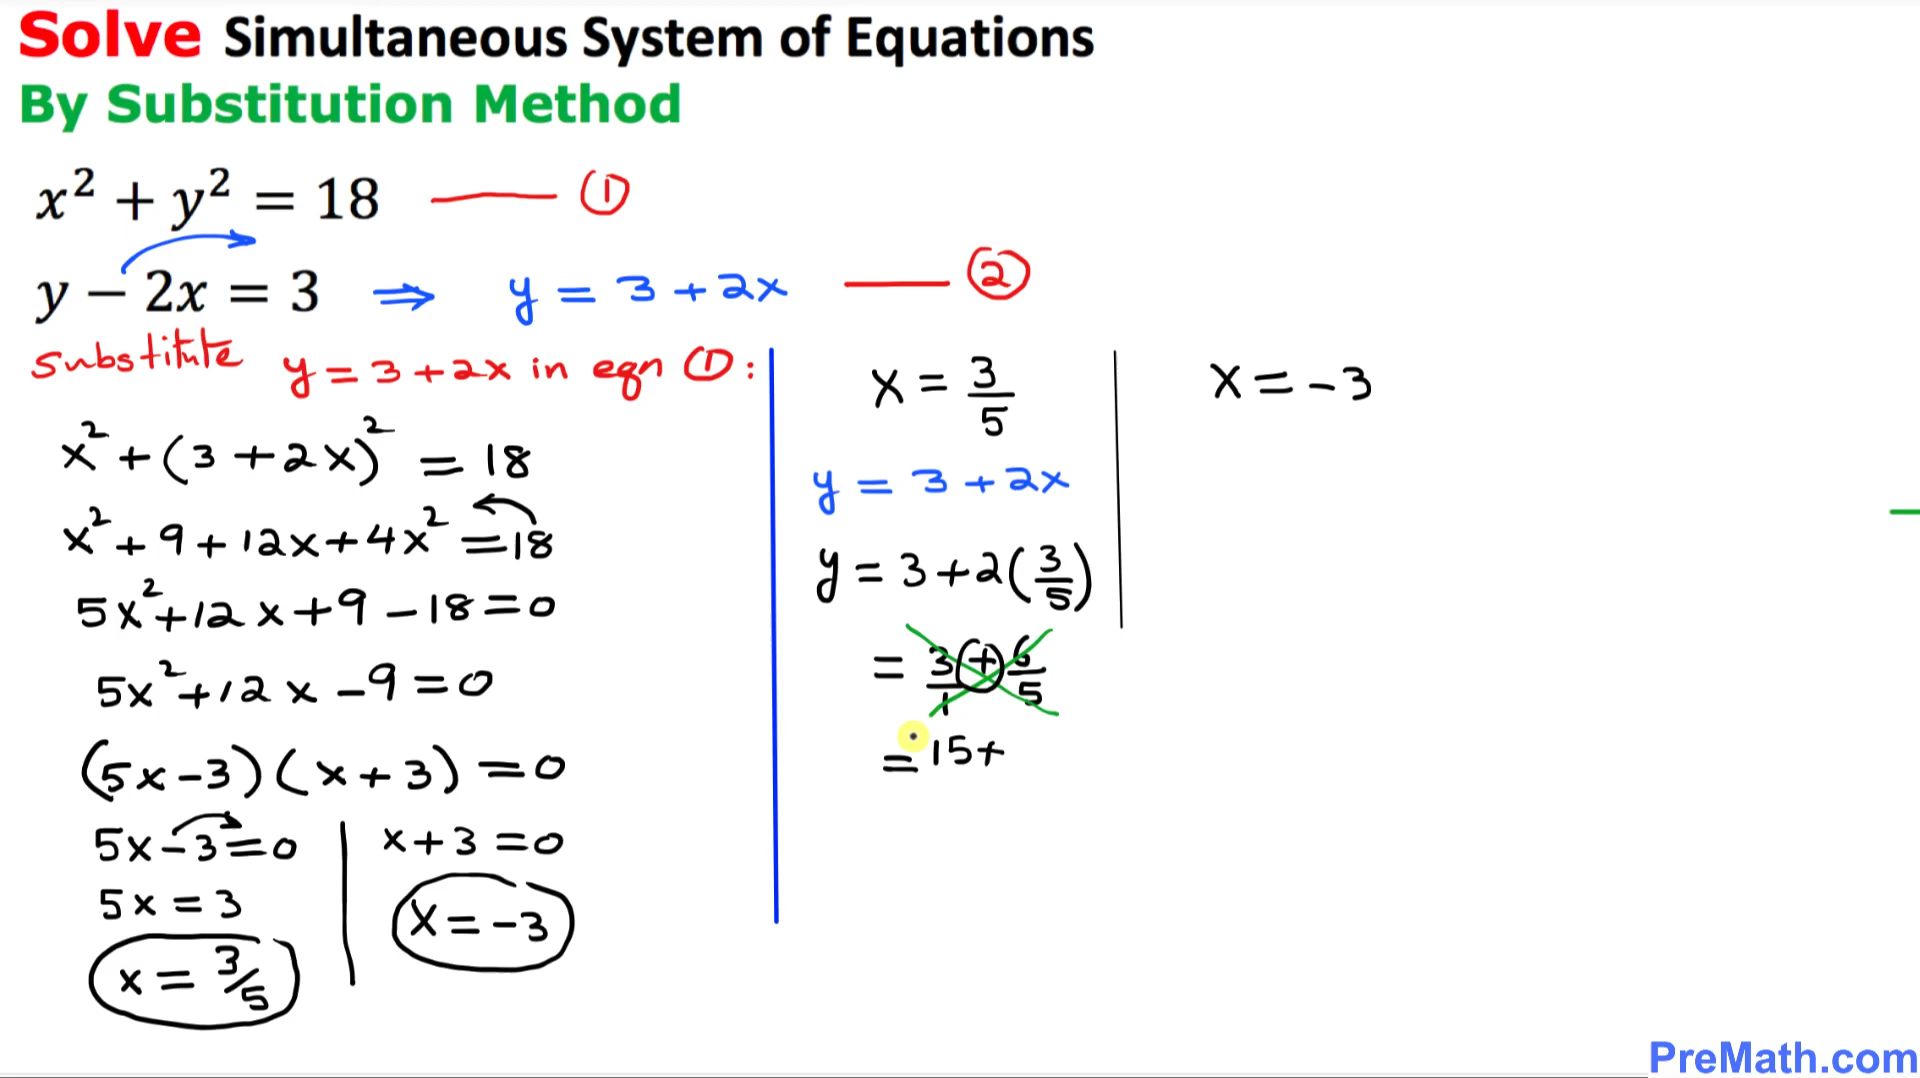 Solve Simultaneous System of Equations
By Substitution Method
x² + y² = 18 —— ①
y − 2x = 3 ⇒ y = 3 + 2x —— ②
Substitute y = 3 + 2x in eqn ① :
x² + (3 + 2x)² = 18
x² + 9 + 12x + 4x² = 18
5x² + 12x + 9 − 18 = 0
5x² + 12x − 9 = 0
(5x − 3)(x + 3) = 0
5x − 3 = 0
5x = 3
x = 3/5
x + 3 = 0
x = −3
x = 3/5
y = 3 + 2x
y = 3 + 2(3/5)
= 3/1 + 6/5
= 15+
x = −3
PreMath.com